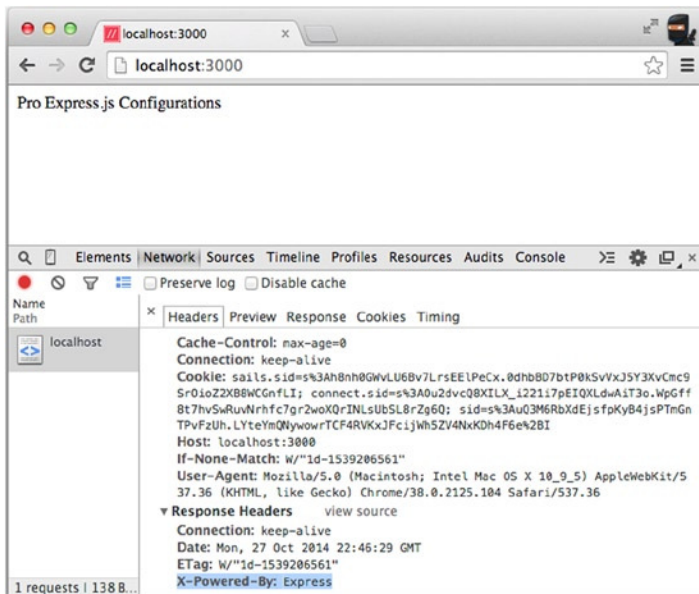 localhost:3000
localhost:3000
Pro Express.js Configurations
Elements Network Sources Timeline Profiles Resources Audits Console
Preserve log Disable cache
Name
Path
Headers Preview Response Cookies Timing
localhost
Cache-Control: max-age=0
Connection: keep-alive
Cookie: sails.sid=s%3Ah8nh0GWvLU6Bv7LrsEElPeCx.0dhbBD7btP0kSvVxJ5Y3XvCmc9
SrOioZ2XB8WCGnfLI; connect.sid=s%3A0u2dvcQ8XILX_i221i7pEIQXLdwAiT3o.WpGff
8t7hvSwRuvNrhfc7gr2woXQrINLsUbSL8rZg6Q; sid=s%3AuQ3M6RbXdEjsfpKyB4jsPTmGn
TPvFzUh.LYteYmQNywowrTCF4RVKxJFcijWh5ZV4NxKDh4F6e%2BI
Host: localhost:3000
If-None-Match: W/"1d-1539206561"
User-Agent: Mozilla/5.0 (Macintosh; Intel Mac OS X 10_9_5) AppleWebKit/5
37.36 (KHTML, like Gecko) Chrome/38.0.2125.104 Safari/537.36
Response Headers view source
Connection: keep-alive
Date: Mon, 27 Oct 2014 22:46:29 GMT
ETag: W/"1d-1539206561"
X-Powered-By: Express
1 requests | 138 B...